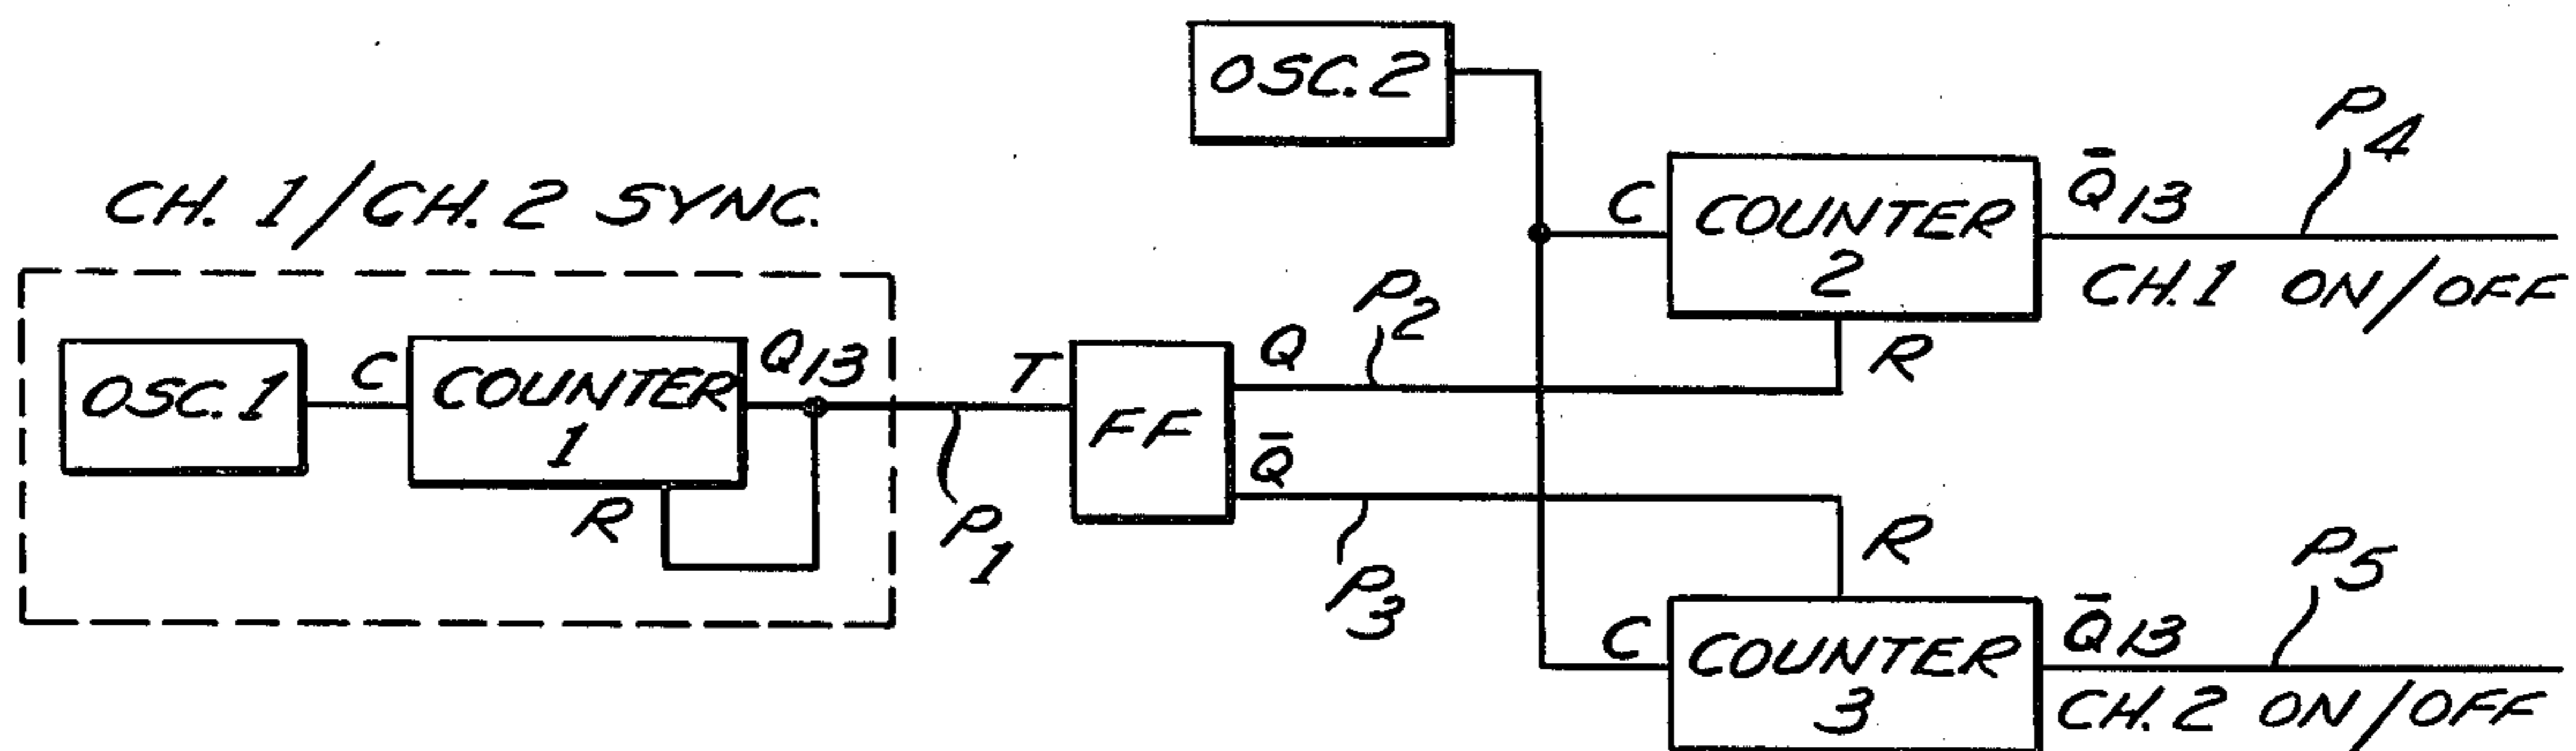 OSC. 2
P4
CH. 1/CH. 2 SYNC.
C
COUNTER
2
Q̄13
CH. 1 ON/OFF
R
P2
OSC. 1
C
COUNTER
1
Q13
R
P1
T
FF
Q
Q̄
P3
R
P5
C
COUNTER
3
Q̄13
CH. 2 ON/OFF